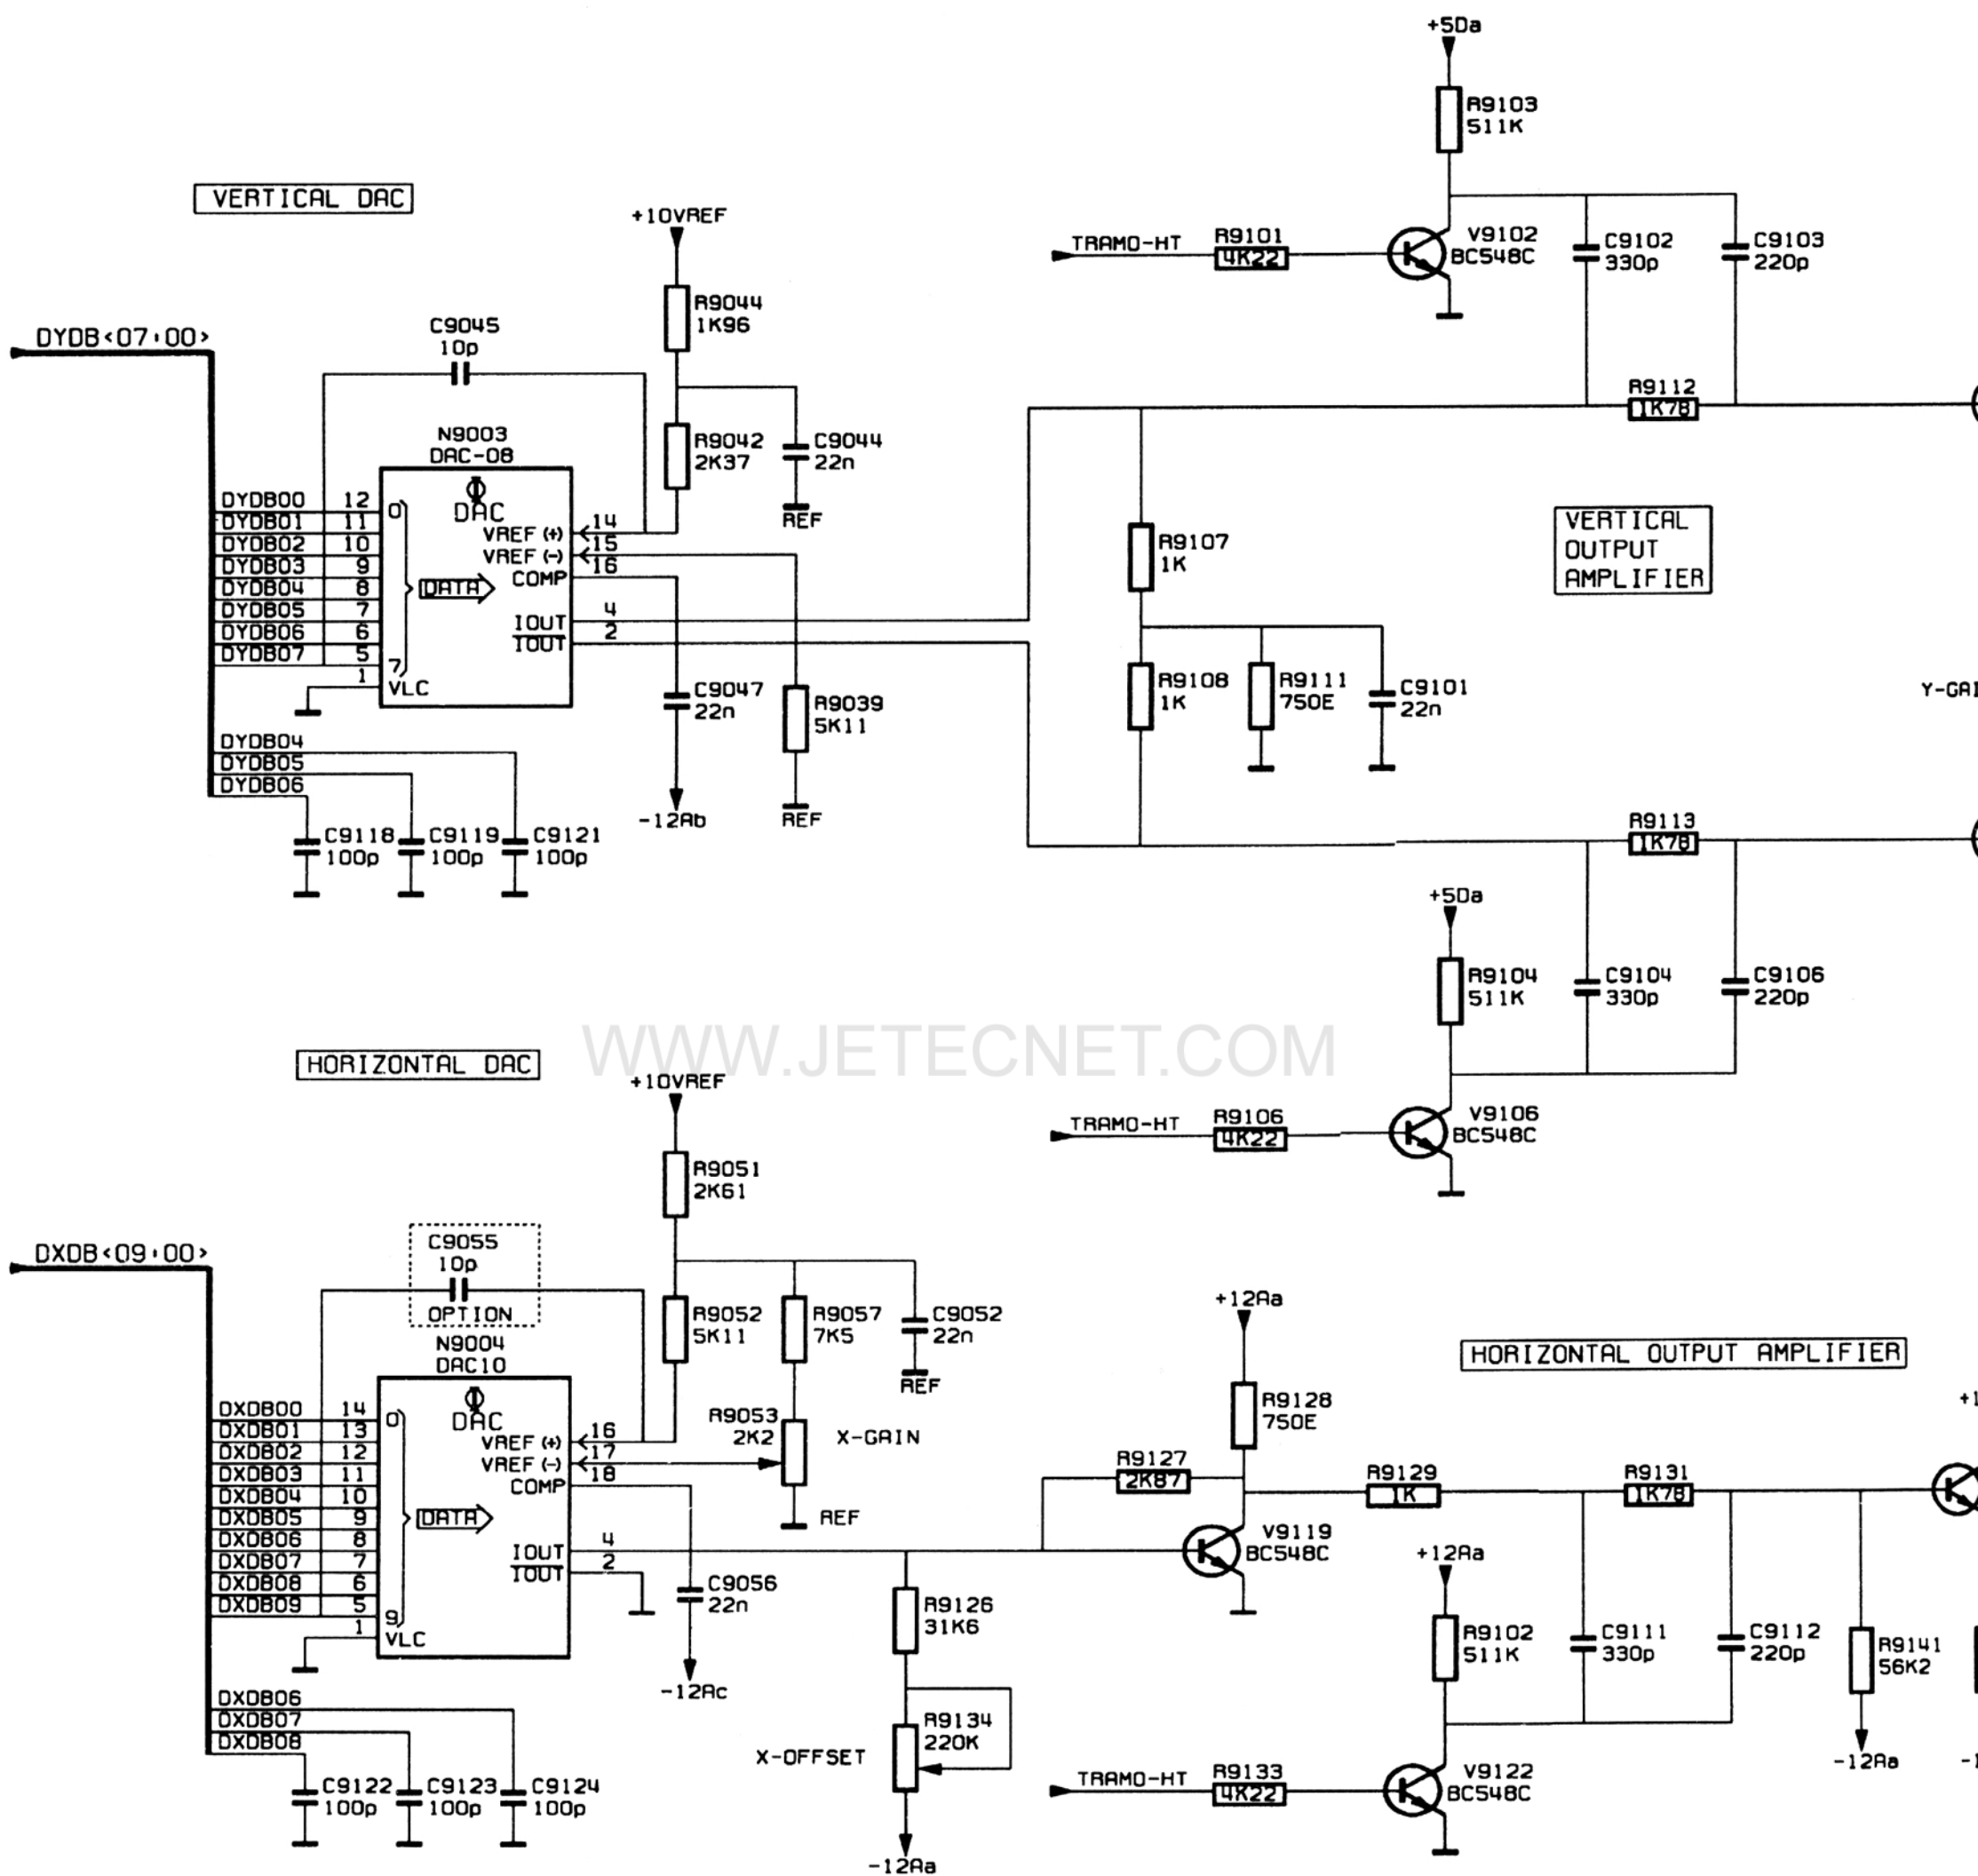 +5Da
R9103
511K
VERTICAL DAC
+10VREF
TRAMO-HT
R9101
4K22
V9102
BC548C
C9102
330p
C9103
220p
R9044
1K96
DYDB<07:00>
C9045
10p
R9112
1K78
N9003
DAC-08
R9042
2K37
C9044
22n
REF
DYDB00 12
DYDB01 11
DYDB02 10
DYDB03 9
DYDB04 8
DYDB05 7
DYDB06 6
DYDB07 5
1
0
7
VLC
DAC
DATA
VREF (+) 14
VREF (-) 15
COMP 16
IOUT 4
IOUT 2
VERTICAL
OUTPUT
AMPLIFIER
R9107
1K
R9108
1K
R9111
750E
C9101
22n
C9047
22n
R9039
5K11
Y-GAI
DYDB04
DYDB05
DYDB06
-12Ab
REF
C9118
100p
C9119
100p
C9121
100p
R9113
1K78
+5Da
R9104
511K
C9104
330p
C9106
220p
WWW.JETECNET.COM
HORIZONTAL DAC
+10VREF
TRAMO-HT
R9106
4K22
V9106
BC548C
R9051
2K61
DXDB<09:00>
C9055
10p
OPTION
N9004
DAC10
R9052
5K11
R9057
7K5
C9052
22n
REF
+12Aa
HORIZONTAL OUTPUT AMPLIFIER
R9128
750E
R9053
2K2
X-GAIN
REF
DXDB00 14
DXDB01 13
DXDB02 12
DXDB03 11
DXDB04 10
DXDB05 9
DXDB06 8
DXDB07 7
DXDB08 6
DXDB09 5
1
0
9
VLC
DAC
DATA
VREF (+) 16
VREF (-) 17
COMP 18
IOUT 4
IOUT 2
R9127
2K87
R9129
1K
R9131
1K78
+1
V9119
BC548C
+12Aa
C9056
22n
-12Ac
R9126
31K6
R9102
511K
C9111
330p
C9112
220p
R9141
56K2
DXDB06
DXDB07
DXDB08
X-OFFSET
R9134
220K
-12Aa
-1
C9122
100p
C9123
100p
C9124
100p
TRAMO-HT
R9133
4K22
V9122
BC548C
-12Aa